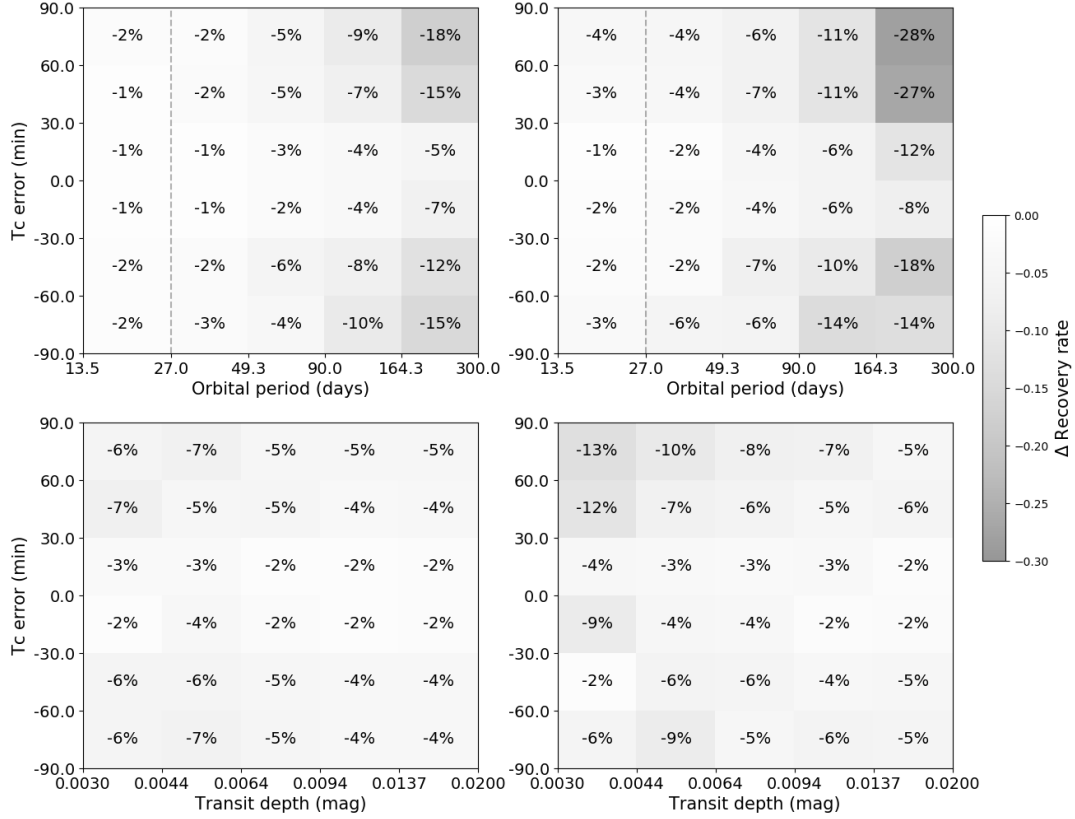 90.0 -2% -2% -5% -9% -18%
60.0 -1% -2% -5% -7% -15%
30.0 -1% -1% -3% -4% -5%
0.0 -1% -1% -2% -4% -7%
-30.0 -2% -2% -6% -8% -12%
-60.0 -2% -3% -4% -10% -15%
-90.0
Tc error (min)
13.5 27.0 49.3 90.0 164.3 300.0
Orbital period (days)
90.0 -4% -4% -6% -11% -28%
60.0 -3% -4% -7% -11% -27%
30.0 -1% -2% -4% -6% -12%
0.0 -2% -2% -4% -6% -8%
-30.0 -2% -2% -7% -10% -18%
-60.0 -3% -6% -6% -14% -14%
-90.0
13.5 27.0 49.3 90.0 164.3 300.0
Orbital period (days)
90.0 -6% -7% -5% -5% -5%
60.0 -7% -5% -5% -4% -4%
30.0 -3% -3% -2% -2% -2%
0.0 -2% -4% -2% -2% -2%
-30.0 -6% -6% -5% -4% -4%
-60.0 -6% -7% -5% -4% -4%
-90.0
Tc error (min)
0.0030 0.0044 0.0064 0.0094 0.0137 0.0200
Transit depth (mag)
90.0 -13% -10% -8% -7% -5%
60.0 -12% -7% -6% -5% -6%
30.0 -4% -3% -3% -3% -2%
0.0 -9% -4% -4% -2% -2%
-30.0 -2% -6% -6% -4% -5%
-60.0 -6% -9% -5% -6% -5%
-90.0
0.0030 0.0044 0.0064 0.0094 0.0137 0.0200
Transit depth (mag)
0.00
−0.05
−0.10
−0.15
−0.20
−0.25
−0.30
Δ Recovery rate